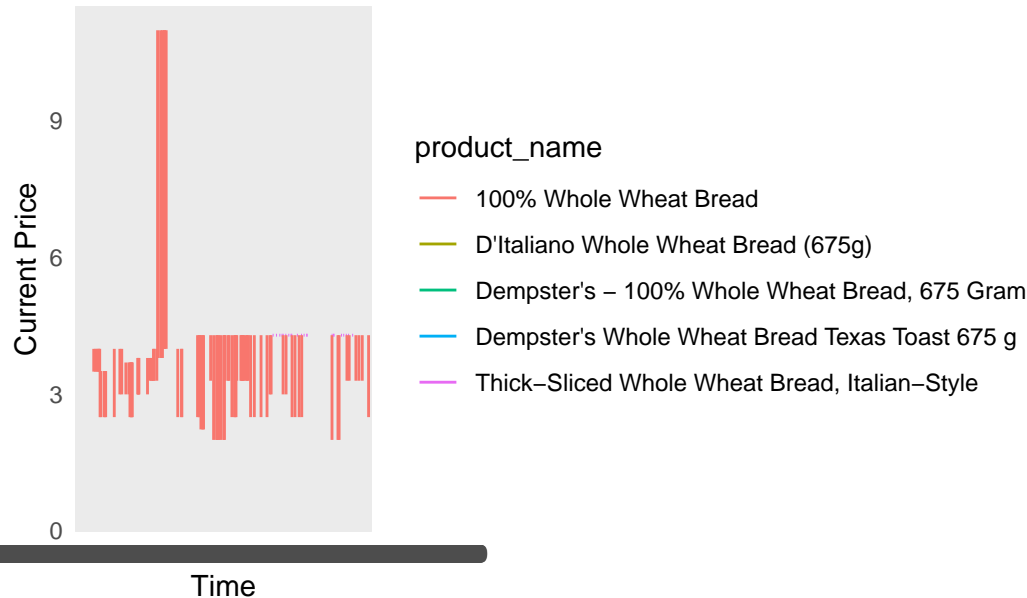 9
6
3
0
Current Price
Time
product_name
100% Whole Wheat Bread
D'Italiano Whole Wheat Bread (675g)
Dempster's − 100% Whole Wheat Bread, 675 Gram
Dempster's Whole Wheat Bread Texas Toast 675 g
Thick−Sliced Whole Wheat Bread, Italian−Style